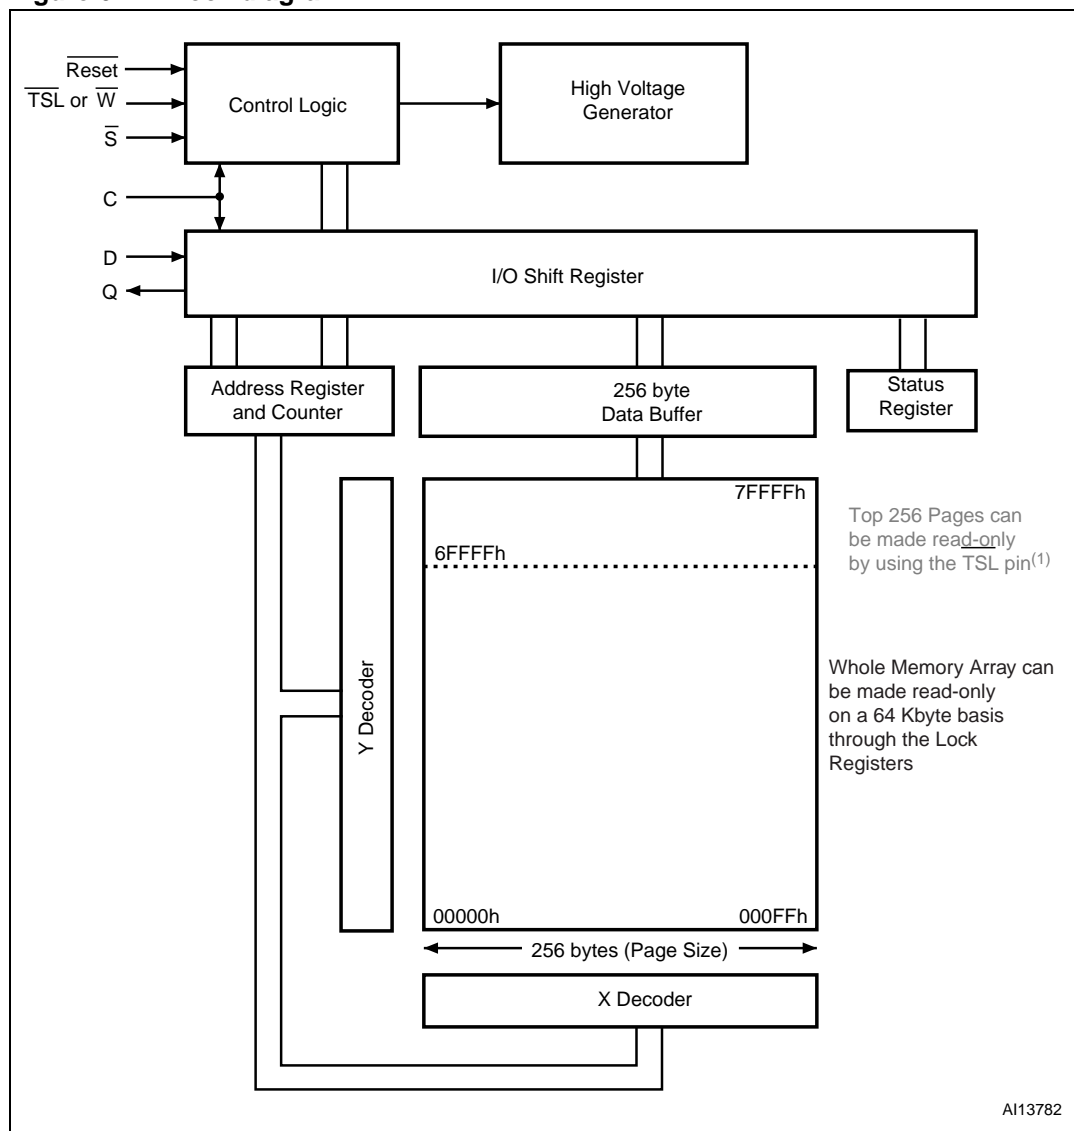 Reset
TSL or W
S
C
D
Q
Control Logic
High Voltage
Generator
I/O Shift Register
Address Register
and Counter
256 byte
Data Buffer
Status
Register
7FFFFh
6FFFFh
Top 256 Pages can
be made read-only
by using the TSL pin(1)
Y Decoder
Whole Memory Array can
be made read-only
on a 64 Kbyte basis
through the Lock
Registers
00000h
000FFh
256 bytes (Page Size)
X Decoder
AI13782